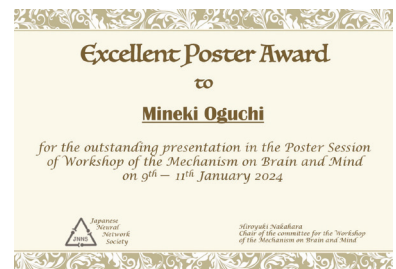 Excellent Poster Award
to
Mineki Oguchi
for the outstanding presentation in the Poster Session
of Workshop of the Mechanism on Brain and Mind
on 9th — 11th January 2024
Japanese
Neural
Network
Society
JNNS
Hiroyuki Nakahara
Chair of the committee for the Workshop
of the Mechanism on Brain and Mind